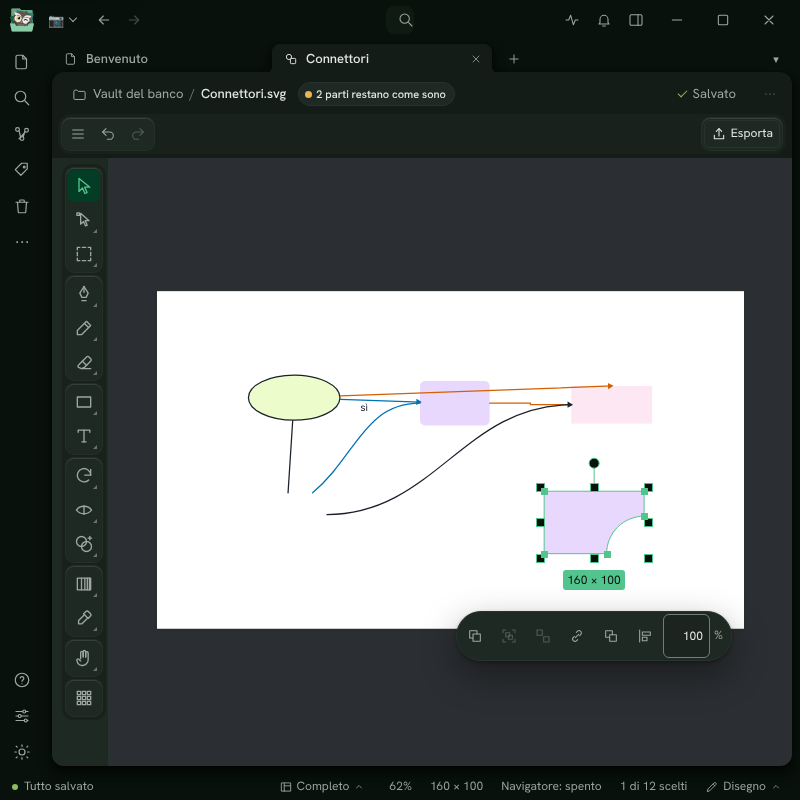 Benvenuto
Connettori
Vault del banco / Connettori.svg
2 parti restano come sono
Salvato
Esporta
sì
160 × 100
100 %
Tutto salvato
Completo
62%
160 × 100
Navigatore: spento
1 di 12 scelti
Disegno